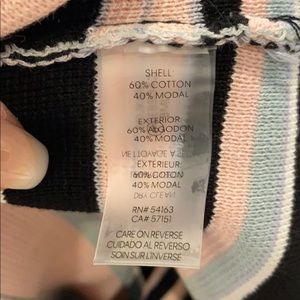 SHELL
60% COTTON
40% MODAL
EXTERIOR
60% ALGODON
40% MODAL
EXTERIEUR
60% COTTON
40% MODAL
RN# 54163
CA# 57151
CARE ON REVERSE
CUIDADO AL REVERSO
SOIN SUR L'INVERSE